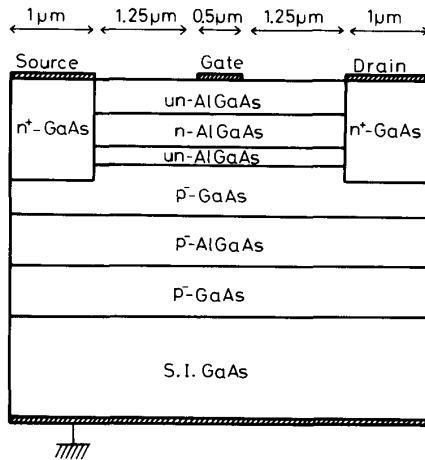 1μm 1.25μm 0.5μm 1.25μm 1μm
Source Gate Drain
un-AlGaAs
n⁺-GaAs n-AlGaAs n⁺-GaAs
un-AlGaAs
p⁻-GaAs
p⁻-AlGaAs
p⁻-GaAs
S.I. GaAs